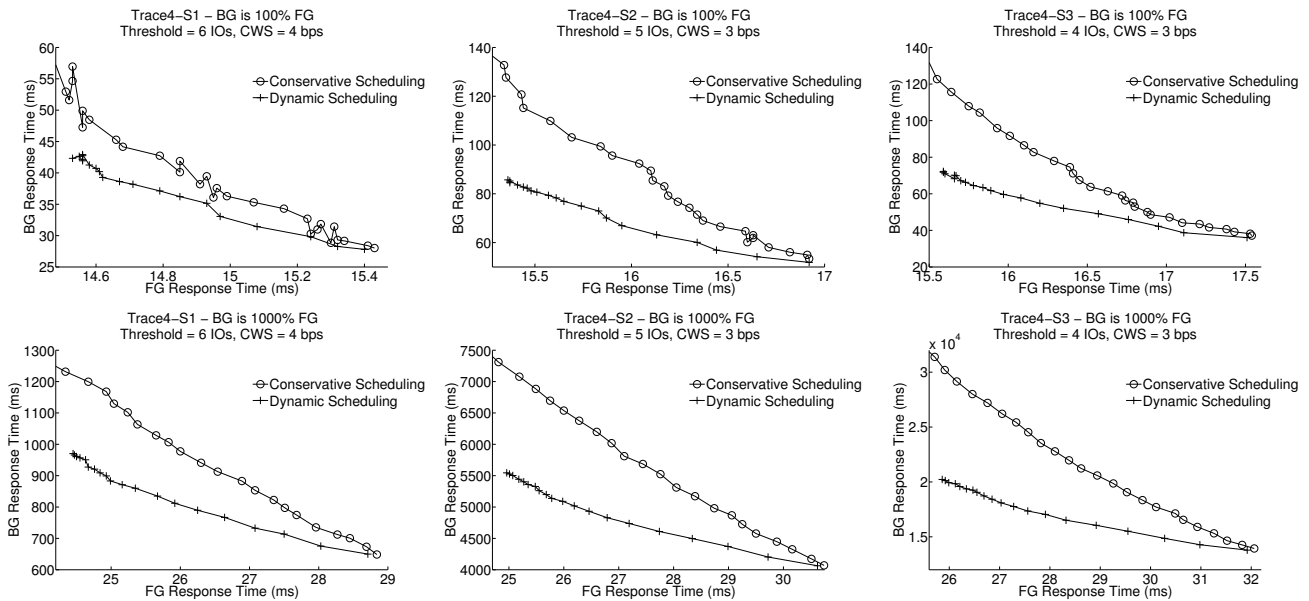 Trace4−S1 − BG is 100% FG
Threshold = 6 IOs, CWS = 4 bps
60
55
50
45
40
35
30
25
BG Response Time (ms)
Conservative Scheduling
Dynamic Scheduling
14.6 14.8 15 15.2 15.4
FG Response Time (ms)
Trace4−S2 − BG is 100% FG
Threshold = 5 IOs, CWS = 3 bps
140
120
100
80
60
BG Response Time (ms)
Conservative Scheduling
Dynamic Scheduling
15.5 16 16.5 17
FG Response Time (ms)
Trace4−S3 − BG is 100% FG
Threshold = 4 IOs, CWS = 3 bps
140
120
100
80
60
40
20
BG Response Time (ms)
Conservative Scheduling
Dynamic Scheduling
15.5 16 16.5 17 17.5
FG Response Time (ms)
Trace4−S1 − BG is 1000% FG
Threshold = 6 IOs, CWS = 4 bps
1300
1200
1100
1000
900
800
700
600
BG Response Time (ms)
Conservative Scheduling
Dynamic Scheduling
25 26 27 28 29
FG Response Time (ms)
Trace4−S2 − BG is 1000% FG
Threshold = 5 IOs, CWS = 3 bps
7500
7000
6500
6000
5500
5000
4500
4000
BG Response Time (ms)
Conservative Scheduling
Dynamic Scheduling
25 26 27 28 29 30
FG Response Time (ms)
Trace4−S3 − BG is 1000% FG
Threshold = 4 IOs, CWS = 3 bps
x 10^4
3
2.5
2
1.5
BG Response Time (ms)
Conservative Scheduling
Dynamic Scheduling
26 27 28 29 30 31 32
FG Response Time (ms)